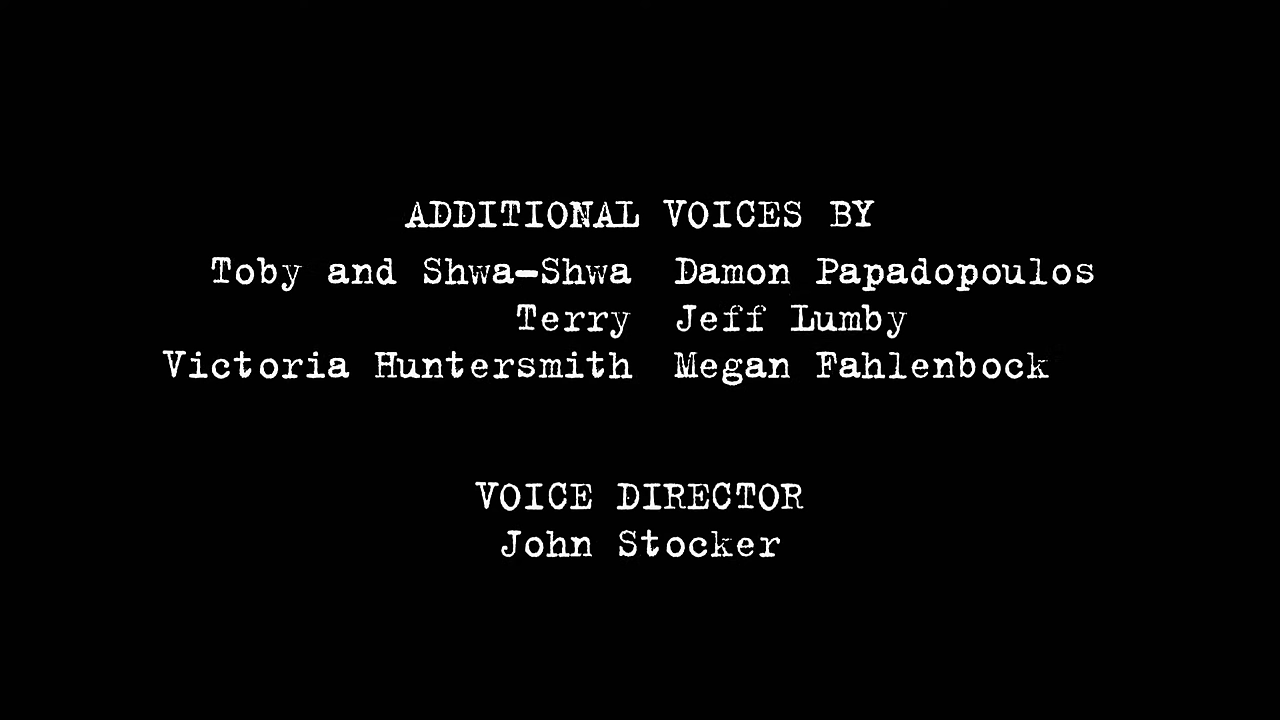 ADDITIONAL VOICES BY
Toby and Shwa-Shwa Damon Papadopoulos
Terry Jeff Lumby
Victoria Huntersmith Megan Fahlenbock
VOICE DIRECTOR
John Stocker